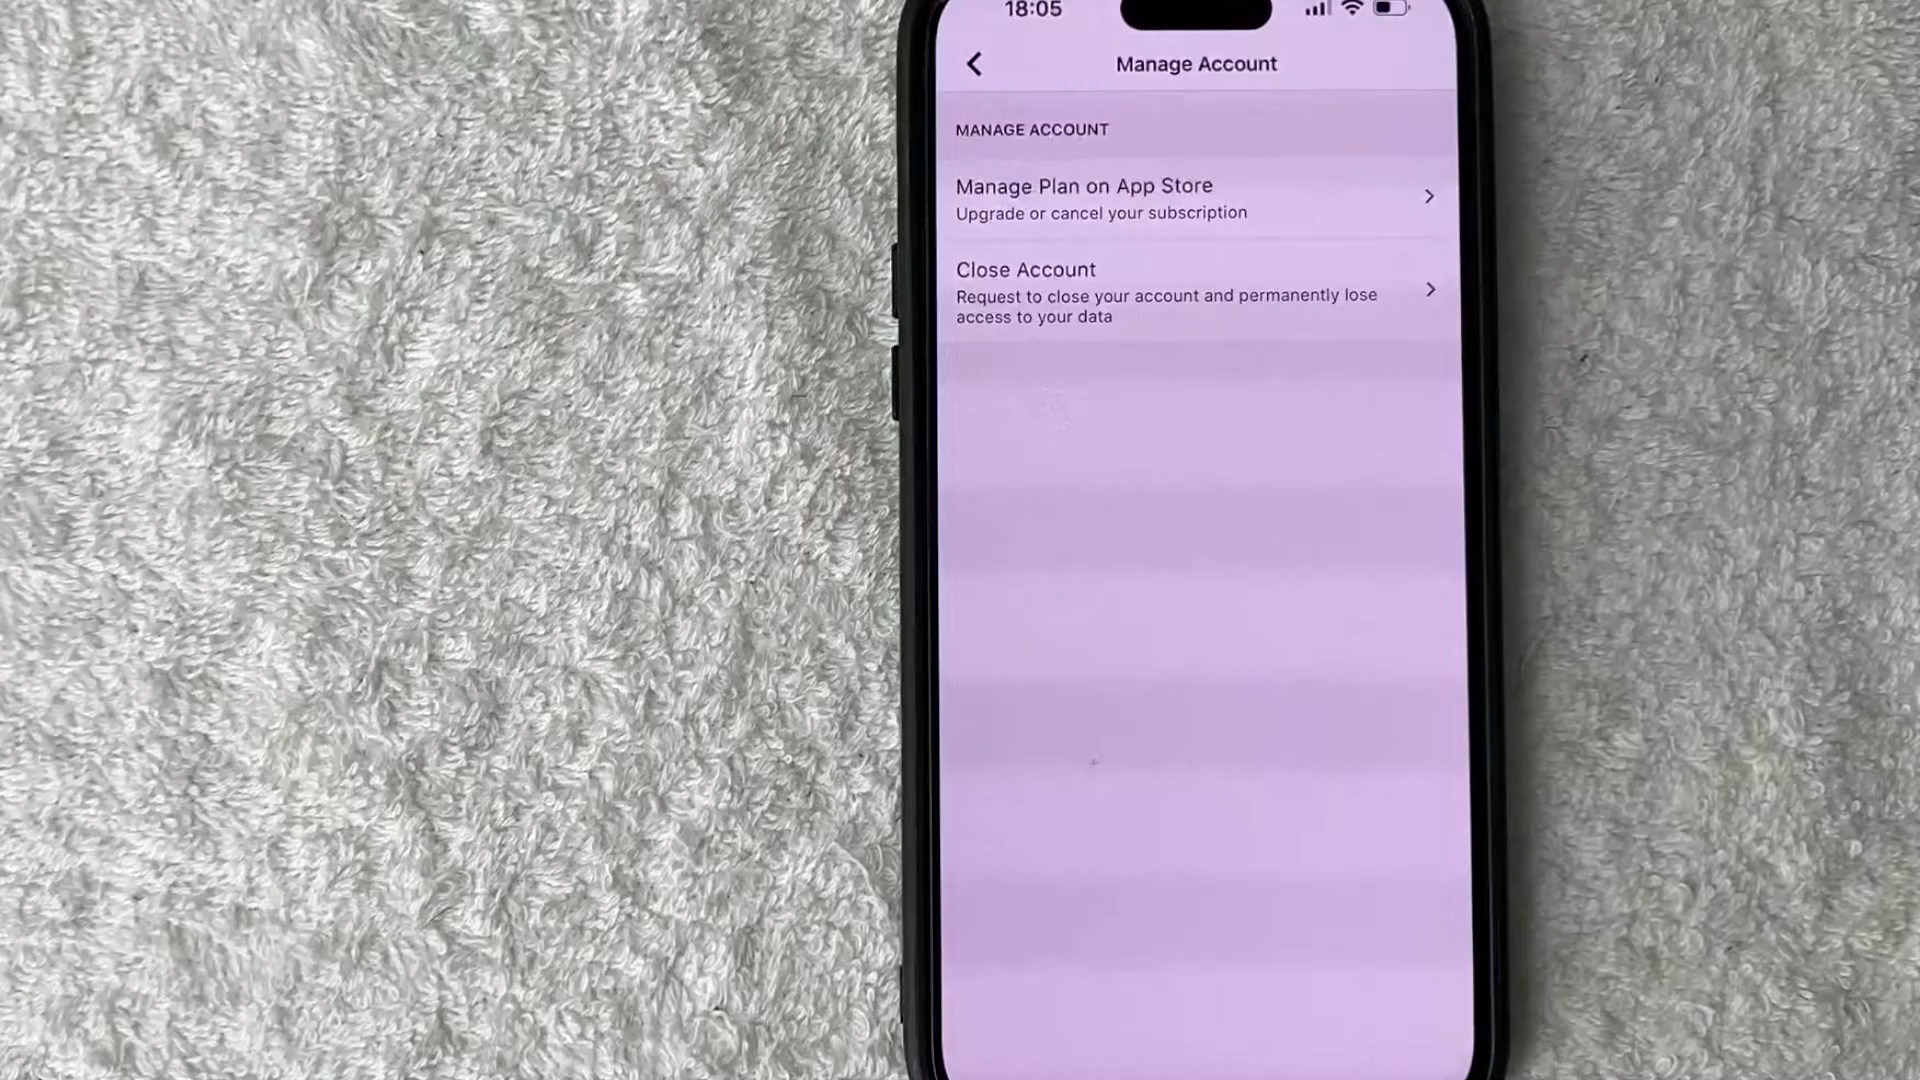 18:05
Manage Account
MANAGE ACCOUNT
Manage Plan on App Store
Upgrade or cancel your subscription
Close Account
Request to close your account and permanently lose
access to your data